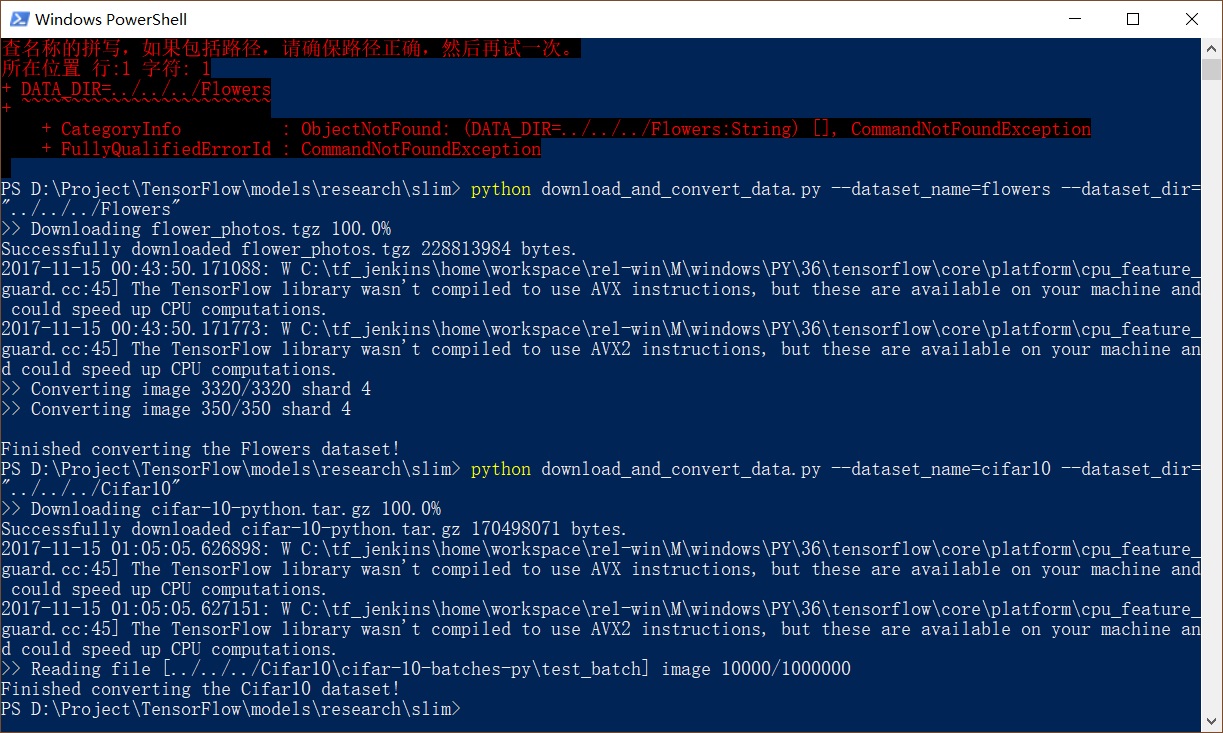 Windows PowerShell
查名称的拼写，如果包括路径，请确保路径正确，然后再试一次。
所在位置 行:1 字符: 1
+ DATA_DIR=../../../Flowers
+ ~~~~~~~~~~~~~~~~~~~~~~~~~
    + CategoryInfo          : ObjectNotFound: (DATA_DIR=../../../Flowers:String) [], CommandNotFoundException
    + FullyQualifiedErrorId : CommandNotFoundException
PS D:\Project\TensorFlow\models\research\slim> python download_and_convert_data.py --dataset_name=flowers --dataset_dir=
"../../../Flowers"
>> Downloading flower_photos.tgz 100.0%
Successfully downloaded flower_photos.tgz 228813984 bytes.
2017-11-15 00:43:50.171088: W C:\tf_jenkins\home\workspace\rel-win\M\windows\PY\36\tensorflow\core\platform\cpu_feature_
guard.cc:45] The TensorFlow library wasn't compiled to use AVX instructions, but these are available on your machine and
 could speed up CPU computations.
2017-11-15 00:43:50.171773: W C:\tf_jenkins\home\workspace\rel-win\M\windows\PY\36\tensorflow\core\platform\cpu_feature_
guard.cc:45] The TensorFlow library wasn't compiled to use AVX2 instructions, but these are available on your machine an
d could speed up CPU computations.
>> Converting image 3320/3320 shard 4
>> Converting image 350/350 shard 4
Finished converting the Flowers dataset!
PS D:\Project\TensorFlow\models\research\slim> python download_and_convert_data.py --dataset_name=cifar10 --dataset_dir=
"../../../Cifar10"
>> Downloading cifar-10-python.tar.gz 100.0%
Successfully downloaded cifar-10-python.tar.gz 170498071 bytes.
2017-11-15 01:05:05.626898: W C:\tf_jenkins\home\workspace\rel-win\M\windows\PY\36\tensorflow\core\platform\cpu_feature_
guard.cc:45] The TensorFlow library wasn't compiled to use AVX instructions, but these are available on your machine and
 could speed up CPU computations.
2017-11-15 01:05:05.627151: W C:\tf_jenkins\home\workspace\rel-win\M\windows\PY\36\tensorflow\core\platform\cpu_feature_
guard.cc:45] The TensorFlow library wasn't compiled to use AVX2 instructions, but these are available on your machine an
d could speed up CPU computations.
>> Reading file [../../../Cifar10\cifar-10-batches-py\test_batch] image 10000/1000000
Finished converting the Cifar10 dataset!
PS D:\Project\TensorFlow\models\research\slim>